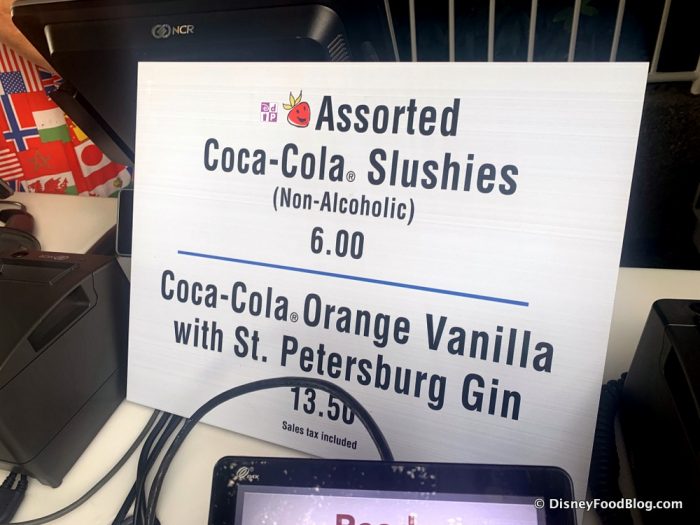 NCR
Assorted
Coca-Cola® Slushies
(Non-Alcoholic)
6.00
Coca-Cola® Orange Vanilla
with St. Petersburg Gin
13.50
Sales tax included
© DisneyFoodBlog.com